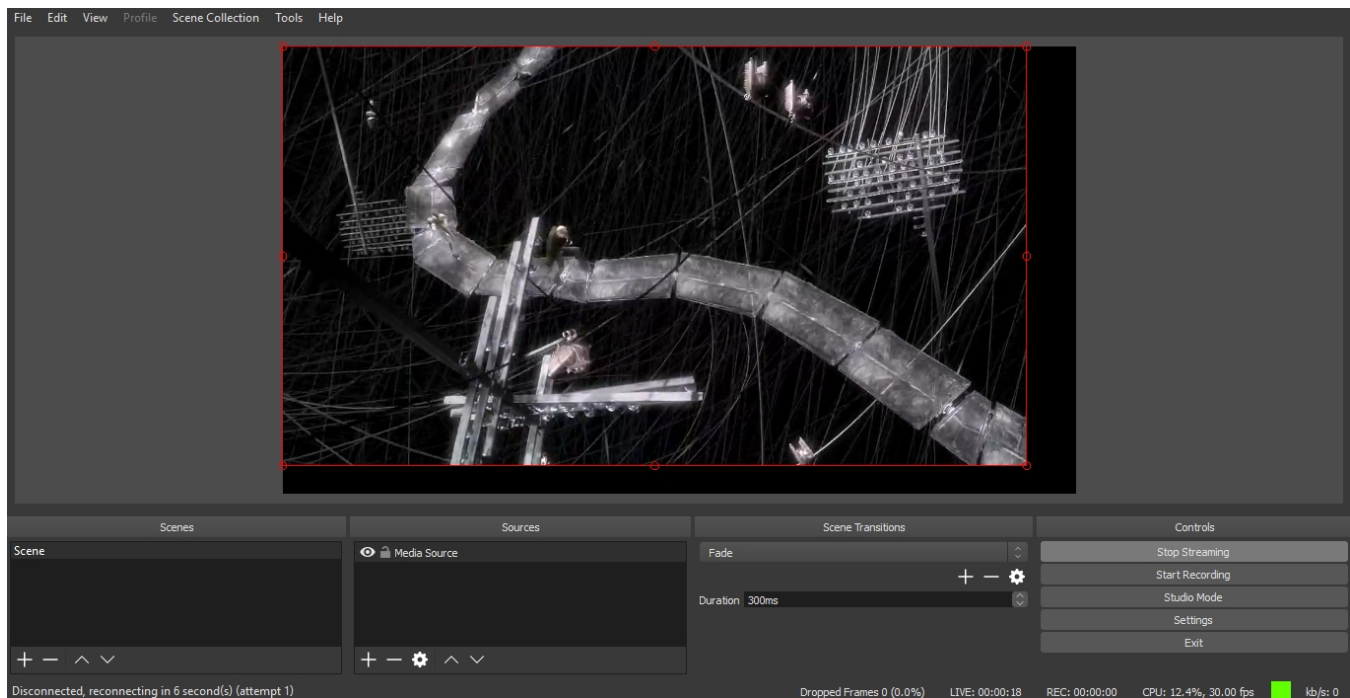 File Edit View Profile Scene Collection Tools Help
Scenes
Sources
Scene Transitions
Controls
Scene
Media Source
Fade
Duration 300ms
Stop Streaming
Start Recording
Studio Mode
Settings
Exit
Disconnected, reconnecting in 6 second(s) (attempt 1)
Dropped Frames 0 (0.0%) LIVE: 00:00:18 REC: 00:00:00 CPU: 12.4%, 30.00 fps kb/s: 0